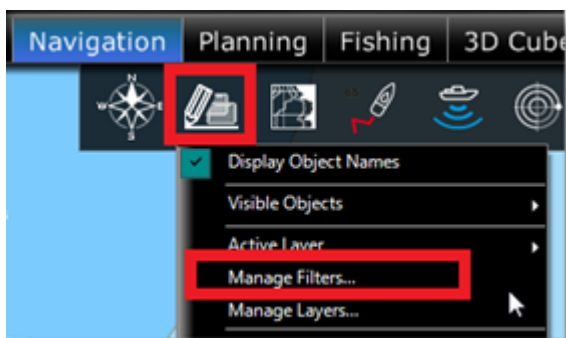 Navigation Planning Fishing 3D Cube
N
Display Object Names
Visible Objects
Active Layer
Manage Filters...
Manage Layers...